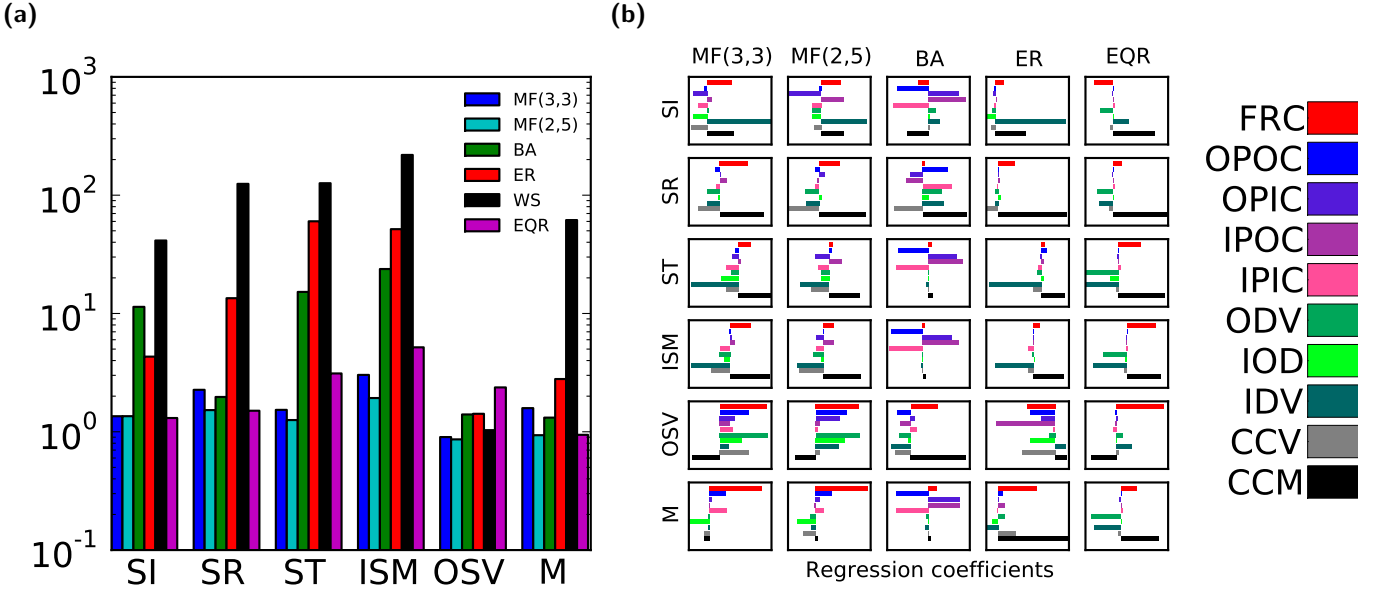 (a)
10^3
10^2
10^1
10^0
10^-1
MF(3,3)
MF(2,5)
BA
ER
WS
EQR
SI SR ST ISM OSV M
(b)
MF(3,3) MF(2,5) BA ER EQR
SI
SR
ST
ISM
OSV
M
Regression coefficients
FRC
OPOC
OPIC
IPOC
IPIC
ODV
IOD
IDV
CCV
CCM